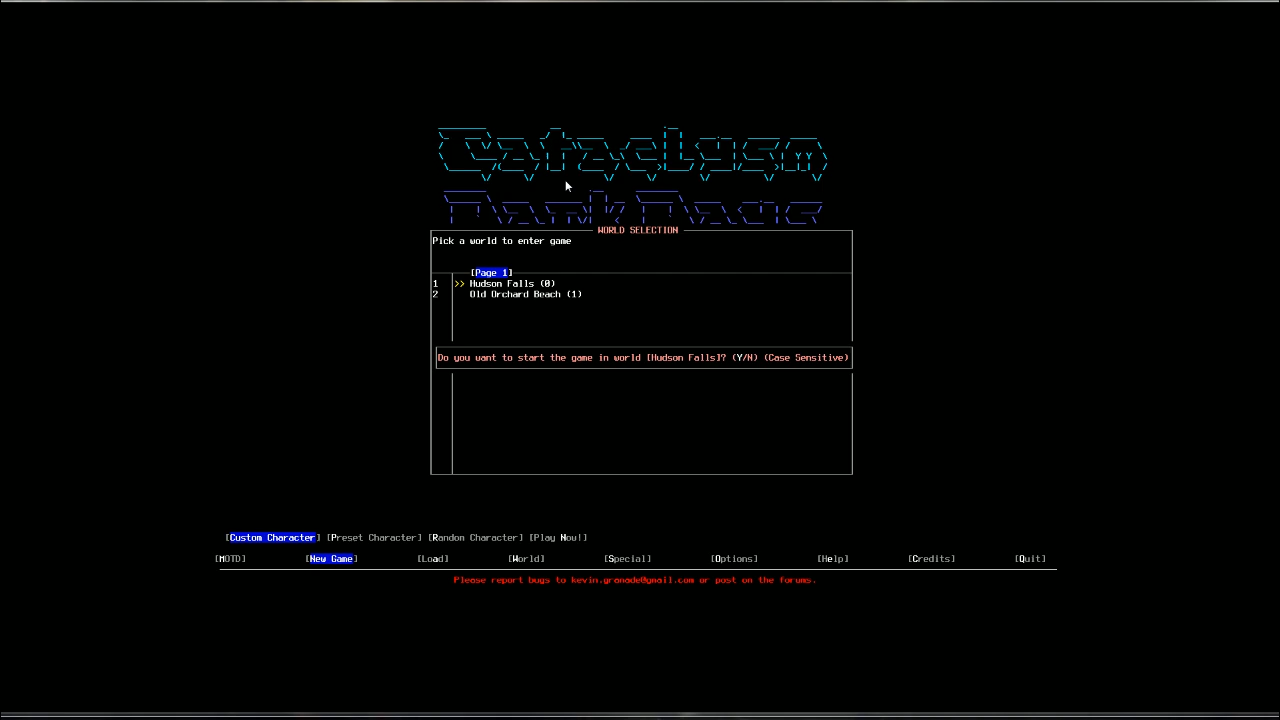 Cataclysm
Dark Days
WORLD SELECTION
Pick a world to enter game
[Page 1]
1 >> Hudson Falls (0)
2 Old Orchard Beach (1)
Do you want to start the game in world [Hudson Falls]? (Y/N) (Case Sensitive)
[Custom Character] [Preset Character] [Random Character] [Play Now!]
[MOTD] [New Game] [Load] [World] [Special] [Options] [Help] [Credits] [Quit]
Please report bugs to kevin.granade@gmail.com or post on the forums.